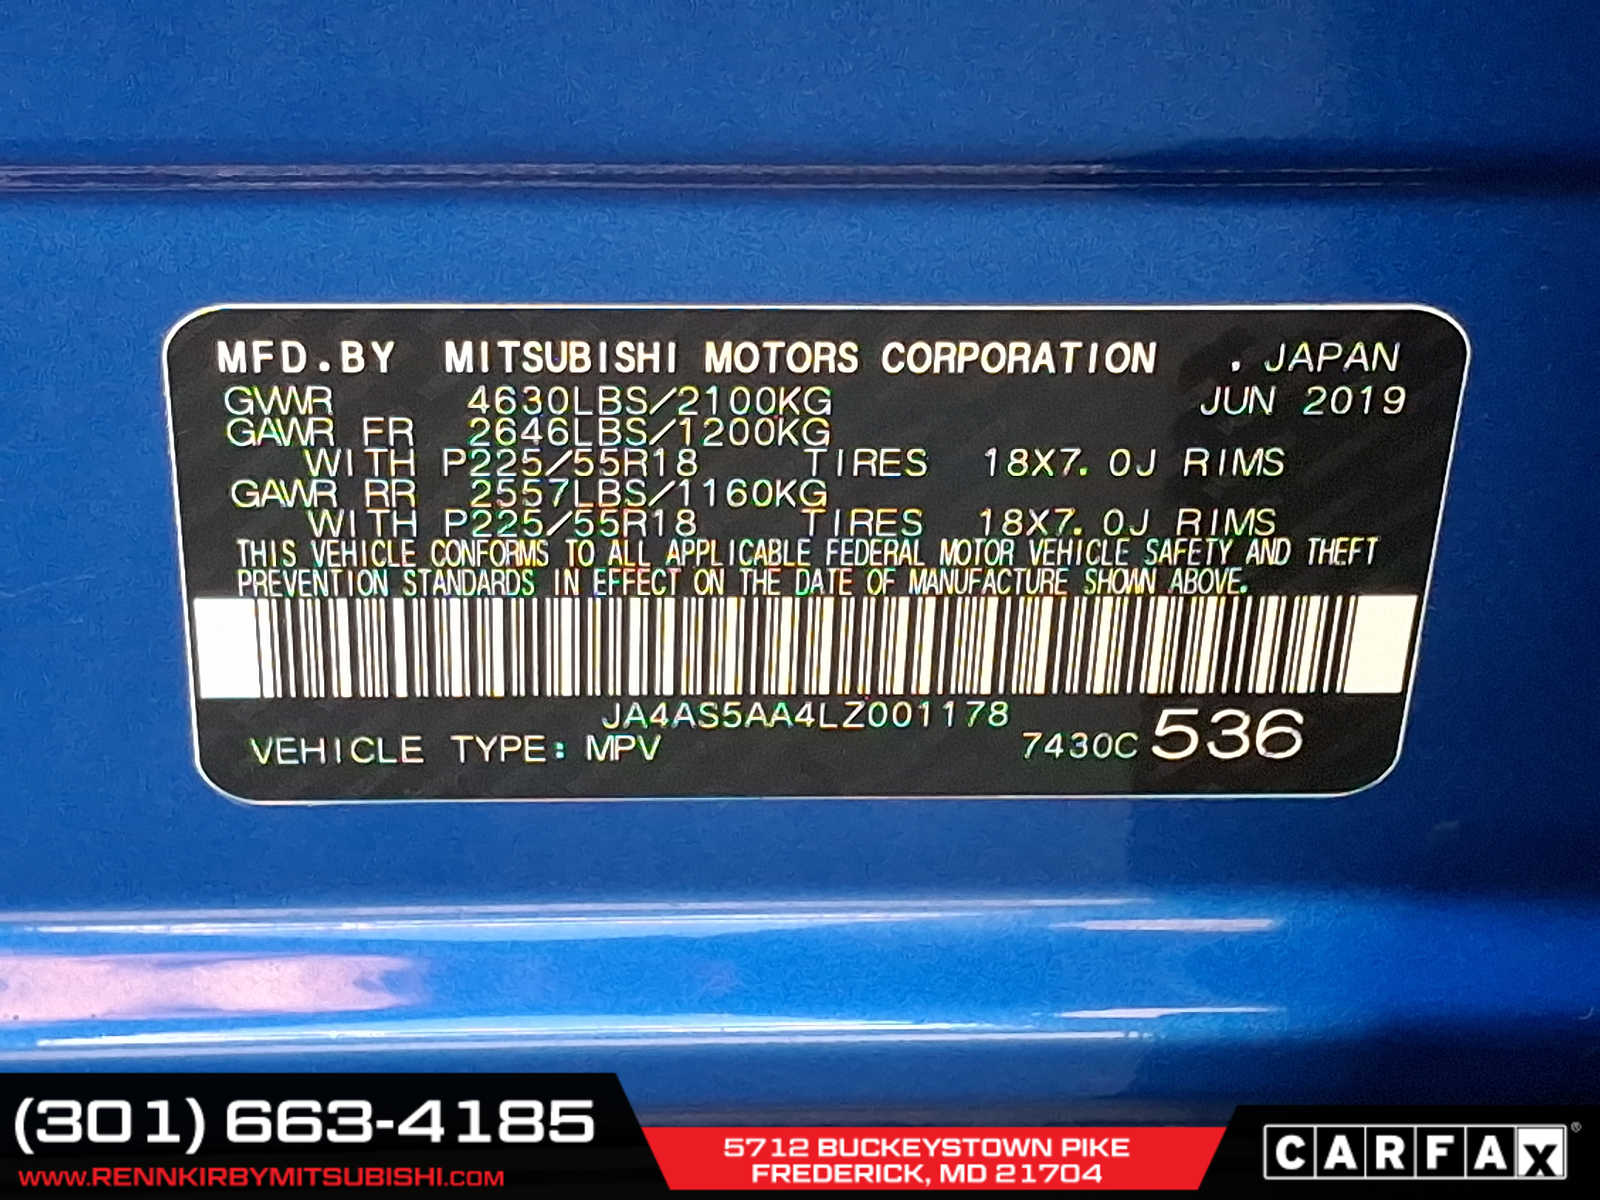 MFD.BY MITSUBISHI MOTORS CORPORATION . JAPAN
GVWR 4630LBS/2100KG JUN 2019
GAWR FR 2646LBS/1200KG
WITH P225/55R18 TIRES 18X7.0J RIMS
GAWR RR 2557LBS/1160KG
WITH P225/55R18 TIRES 18X7.0J RIMS
THIS VEHICLE CONFORMS TO ALL APPLICABLE FEDERAL MOTOR VEHICLE SAFETY AND THEFT
PREVENTION STANDARDS IN EFFECT ON THE DATE OF MANUFACTURE SHOWN ABOVE.
JA4AS5AA4LZ001178
VEHICLE TYPE: MPV 7430C 536
(301) 663-4185
WWW.RENNKIRBYMITSUBISHI.COM
5712 BUCKEYSTOWN PIKE
FREDERICK, MD 21704
CARFAX®